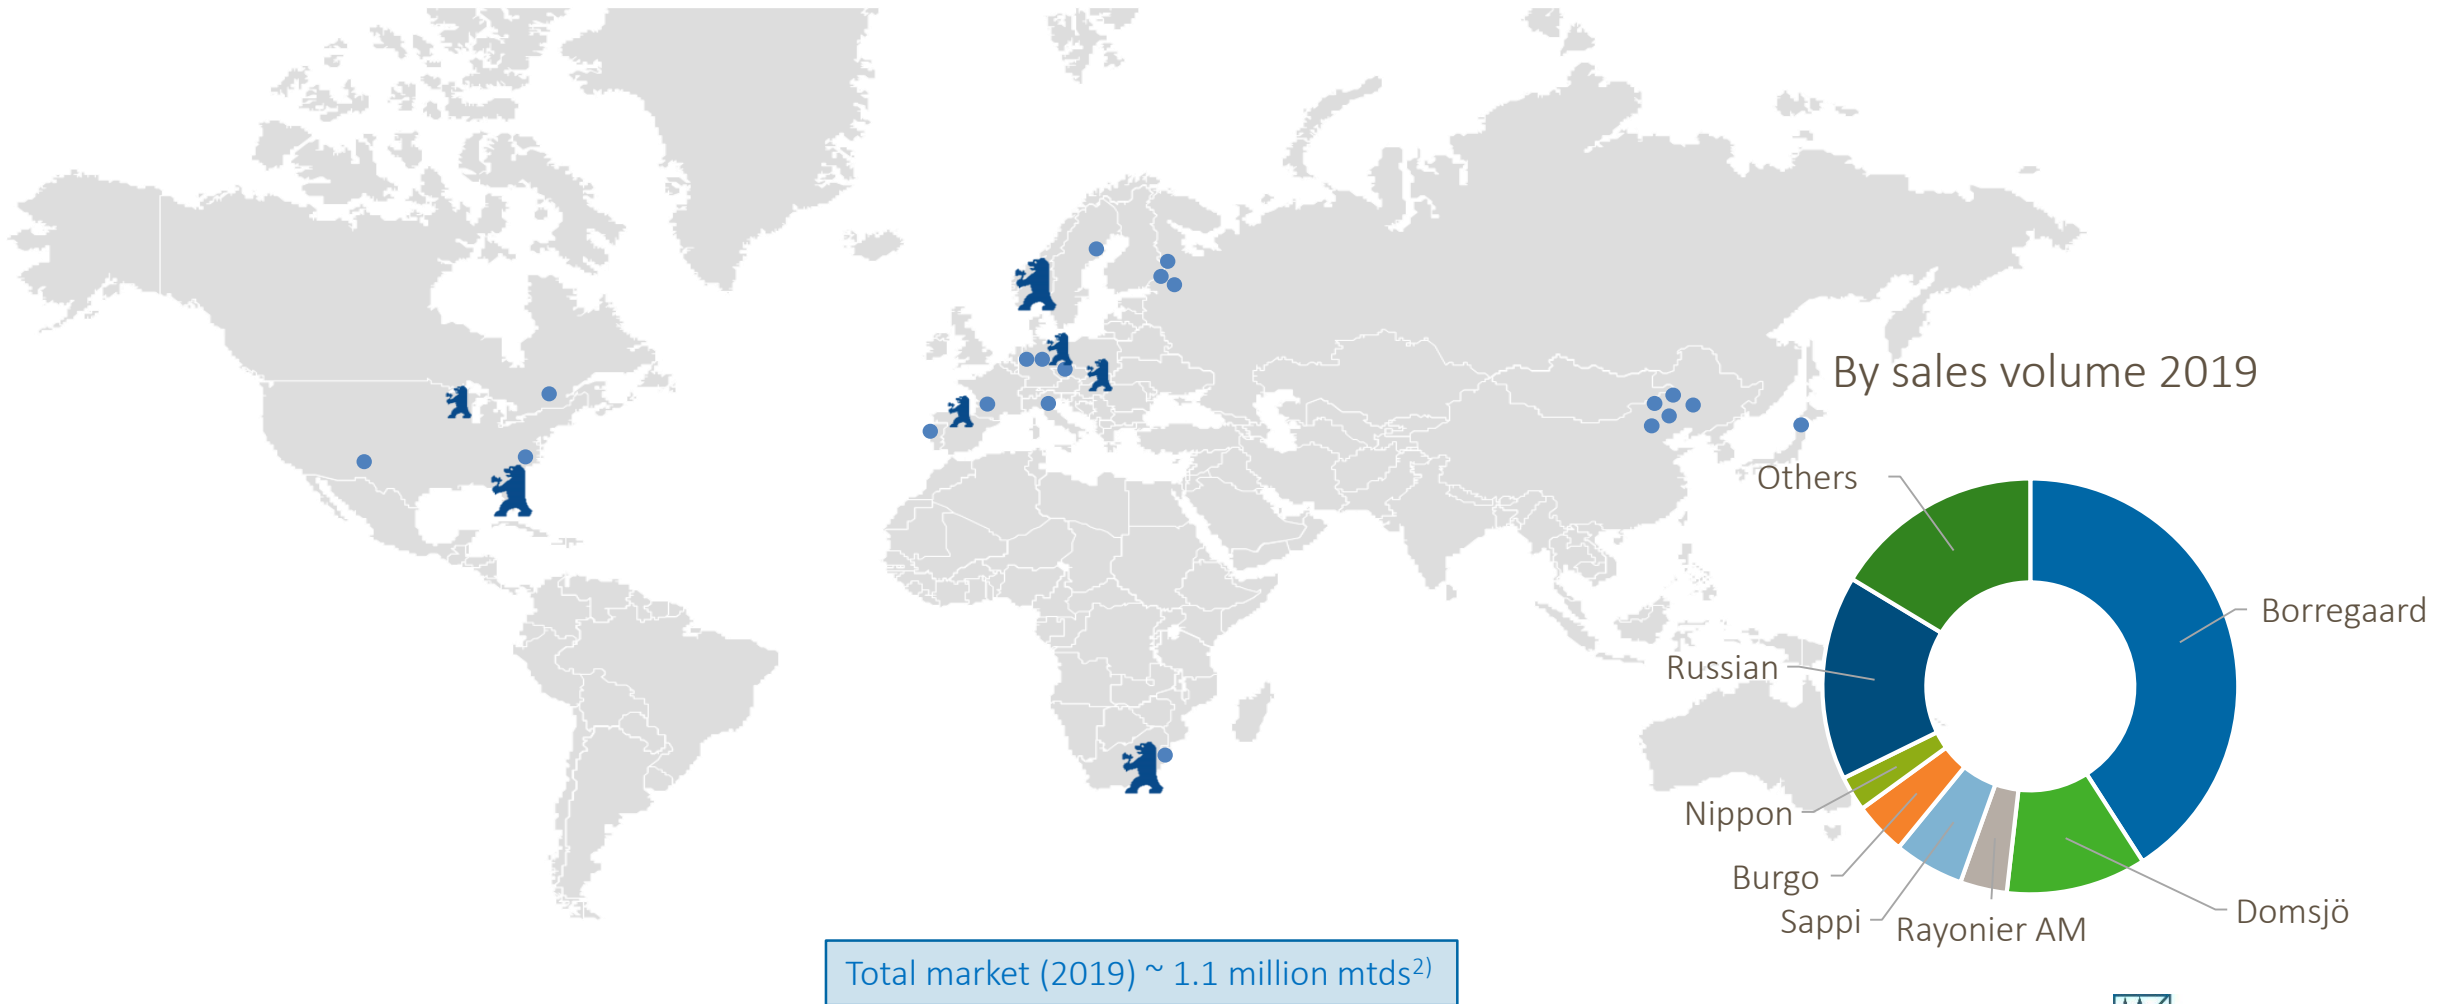 By sales volume 2019
Others
Borregaard
Russian
Nippon
Burgo
Sappi
Rayonier AM
Domsjö
Total market (2019) ~ 1.1 million mtds2)